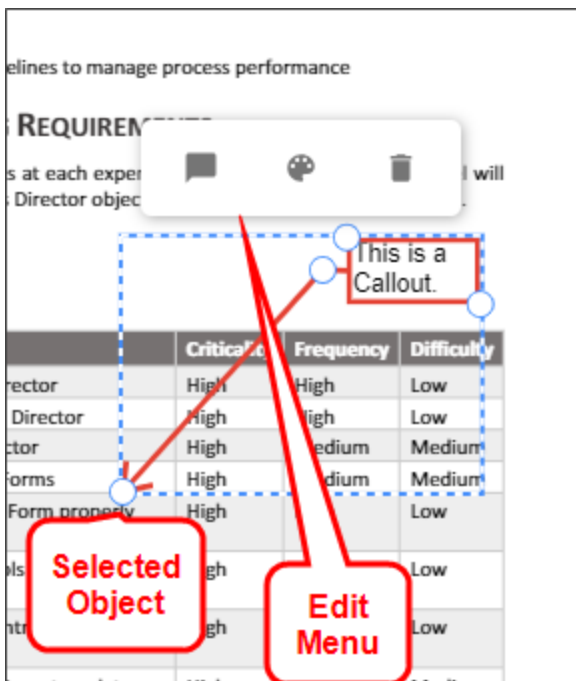 elines to manage process performance
REQUIREM
s at each exper will
Director objec
This is a
Callout.
Criticality Frequency Difficulty
rector High High Low
Director High High Low
ctor High Medium Medium
Forms High Medium Medium
Form properly High Low
ols High Low
High Low
Selected
Object
Edit
Menu